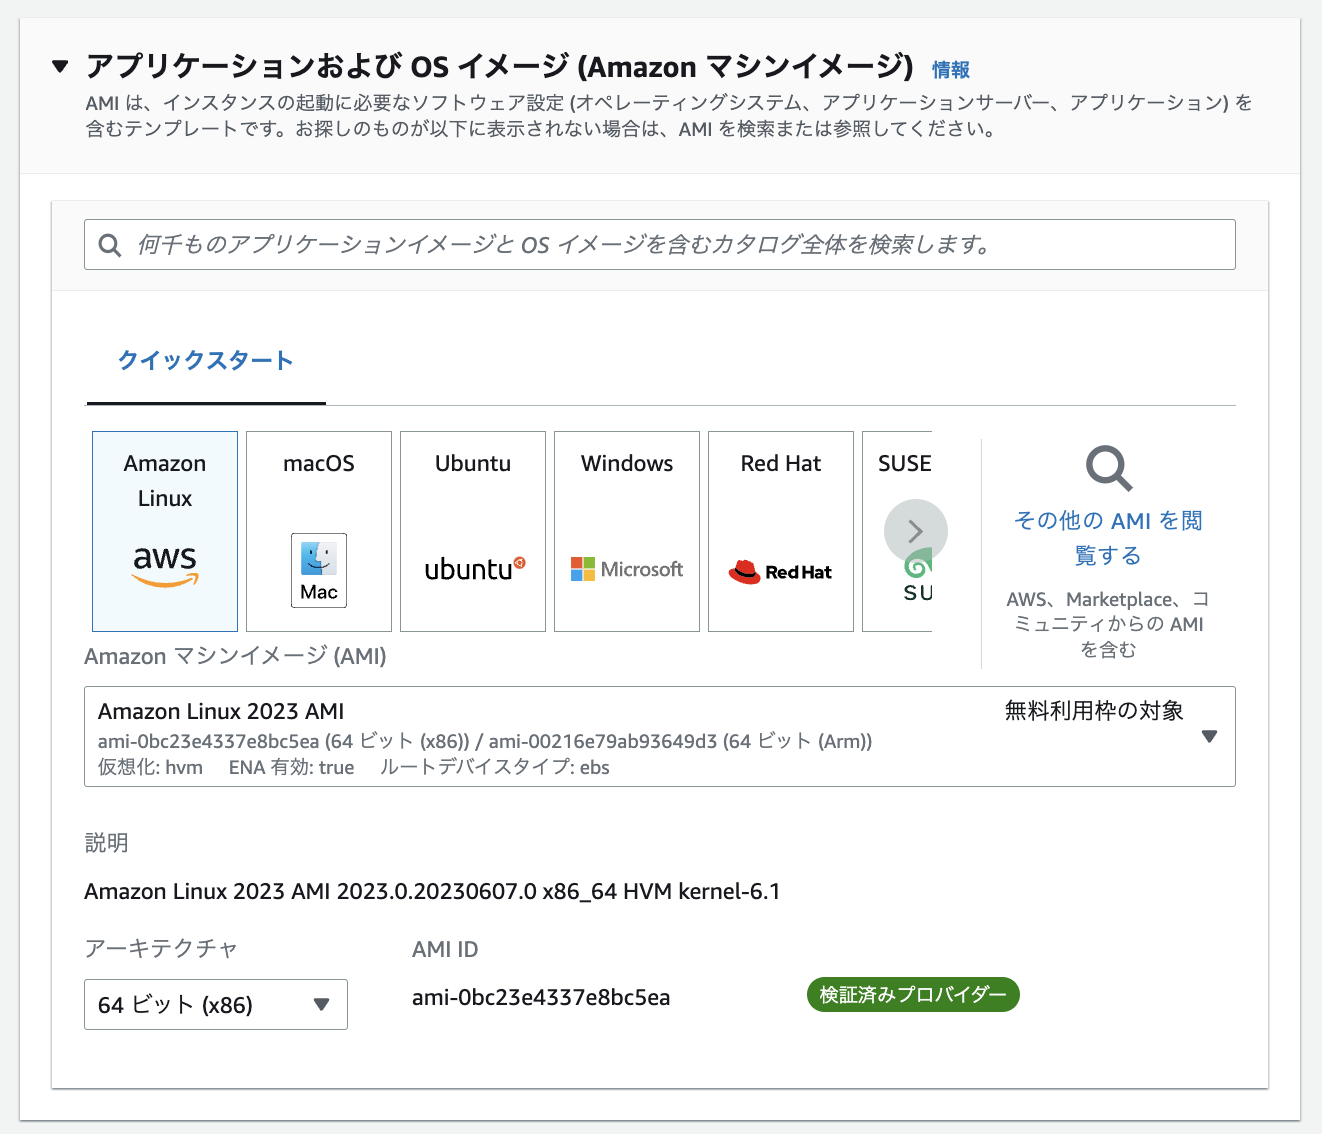 アプリケーションおよび OS イメージ (Amazon マシンイメージ) 情報
AMI は、インスタンスの起動に必要なソフトウェア設定 (オペレーティングシステム、アプリケーションサーバー、アプリケーション) を
含むテンプレートです。お探しのものが以下に表示されない場合は、AMI を検索または参照してください。
何千ものアプリケーションイメージと OS イメージを含むカタログ全体を検索します。
クイックスタート
Amazon
Linux
aws
macOS
Mac
Ubuntu
ubuntu
Windows
Microsoft
Red Hat
Red Hat
SUSE
SU
その他の AMI を閲
覧する
AWS、Marketplace、コ
ミュニティからの AMI
を含む
Amazon マシンイメージ (AMI)
Amazon Linux 2023 AMI 無料利用枠の対象
ami-0bc23e4337e8bc5ea (64 ビット (x86)) / ami-00216e79ab93649d3 (64 ビット (Arm))
仮想化: hvm ENA 有効: true ルートデバイスタイプ: ebs
説明
Amazon Linux 2023 AMI 2023.0.20230607.0 x86_64 HVM kernel-6.1
アーキテクチャ
64 ビット (x86)
AMI ID
ami-0bc23e4337e8bc5ea
検証済みプロバイダー